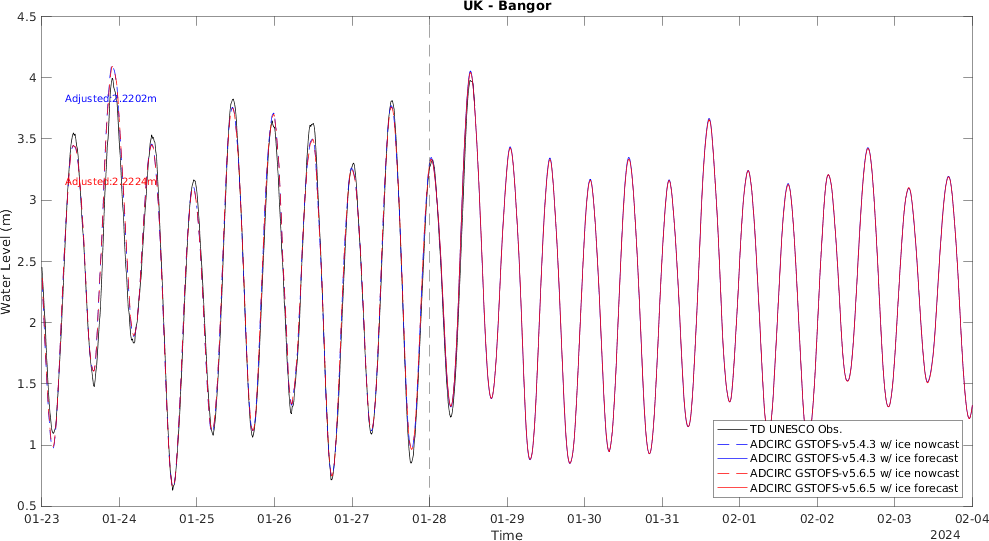 UK - Bangor
4.5
4
3.5
3
2.5
2
1.5
1
0.5
Water Level (m)
Adjusted:2.2202m
Adjusted:2.2224m
TD UNESCO Obs.
ADCIRC GSTOFS-v5.4.3 w/ ice nowcast
ADCIRC GSTOFS-v5.4.3 w/ ice forecast
ADCIRC GSTOFS-v5.6.5 w/ ice nowcast
ADCIRC GSTOFS-v5.6.5 w/ ice forecast
01-23 01-24 01-25 01-26 01-27 01-28 01-29 01-30 01-31 02-01 02-02 02-03 02-04
Time
2024